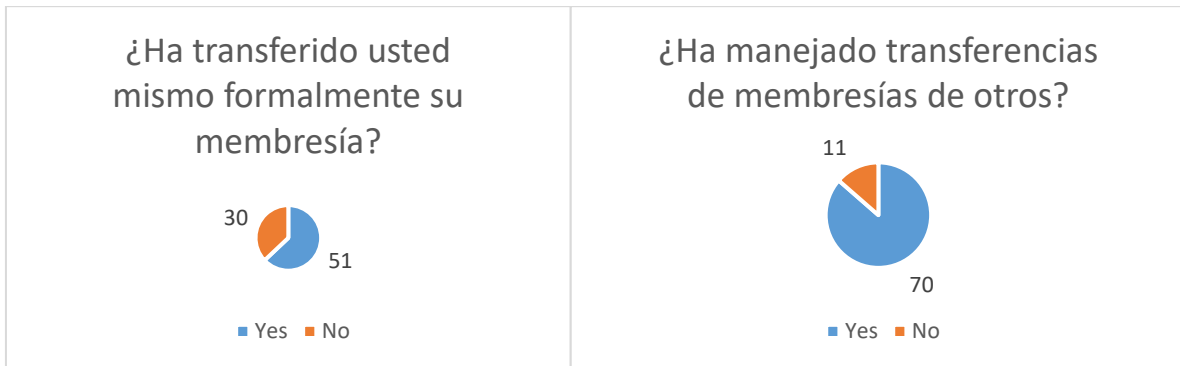 ¿Ha transferido usted
mismo formalmente su
membresía?
30
51
Yes No
¿Ha manejado transferencias
de membresías de otros?
11
70
Yes No